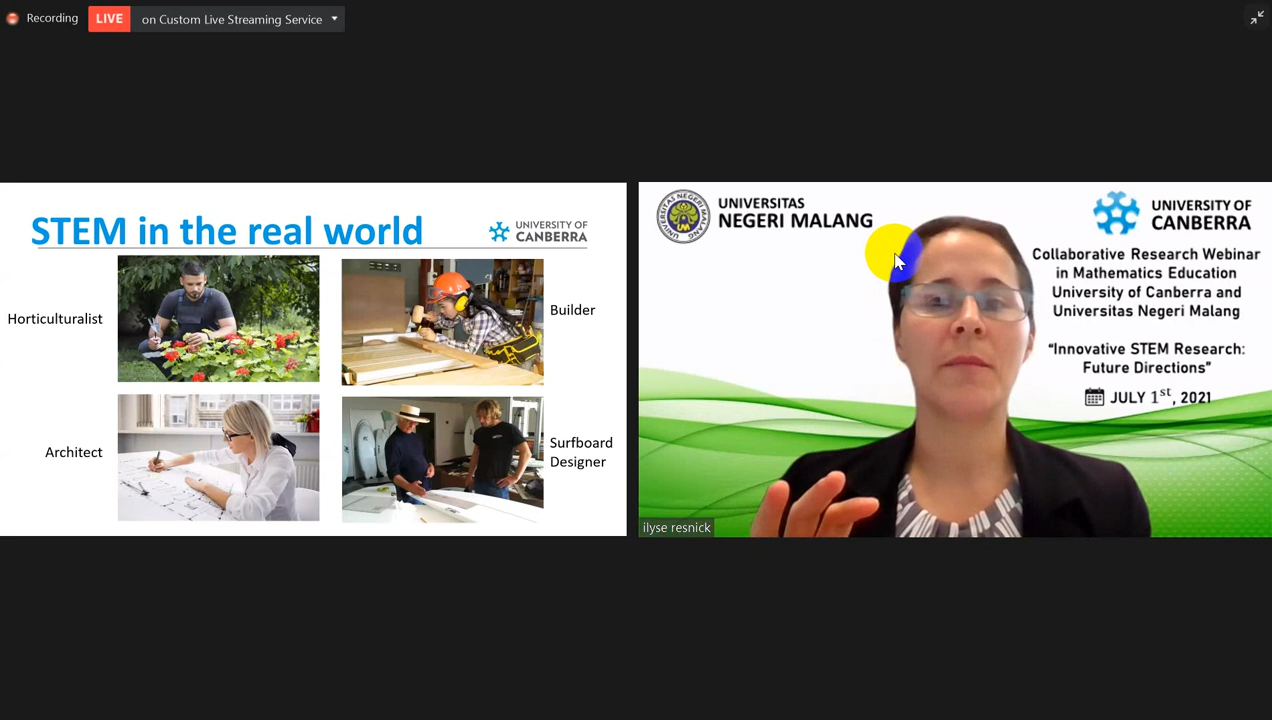 Recording
LIVE
on Custom Live Streaming Service
STEM in the real world
UNIVERSITY OF
CANBERRA
Horticulturalist
Builder
Architect
Surfboard
Designer
UNIVERSITAS
NEGERI MALANG
UNIVERSITY OF
CANBERRA
Collaborative Research Webinar
in Mathematics Education
University of Canberra and
Universitas Negeri Malang
“Innovative STEM Research:
Future Directions”
JULY 1st, 2021
ilyse resnick